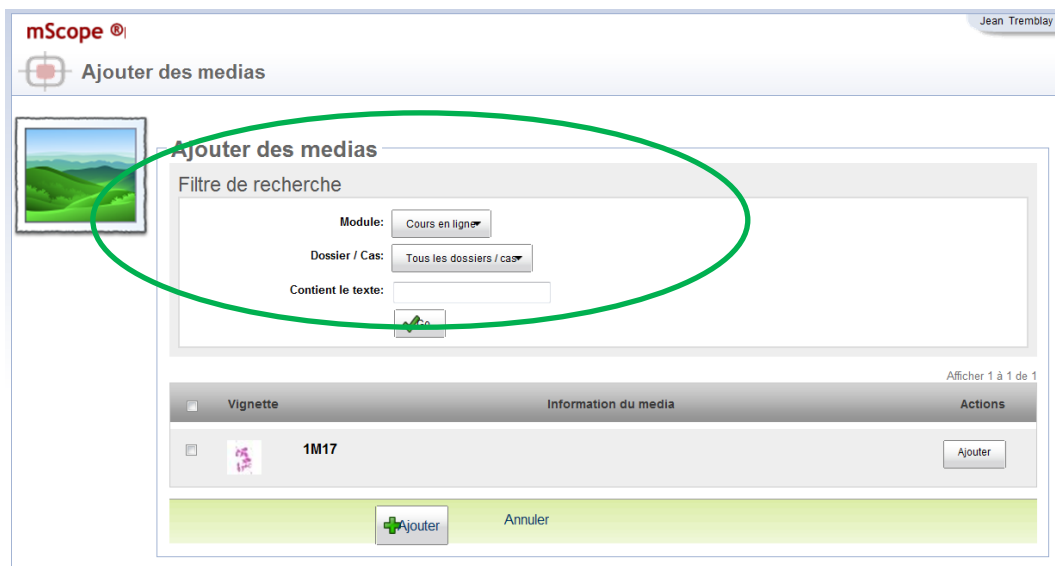 Jean Tremblay
mScope ®
Ajouter des medias
Ajouter des medias
Filtre de recherche
Module: Cours en ligne
Dossier / Cas: Tous les dossiers / cas
Contient le texte:
Go
Afficher 1 à 1 de 1
Vignette Information du media Actions
1M17 Ajouter
Ajouter Annuler